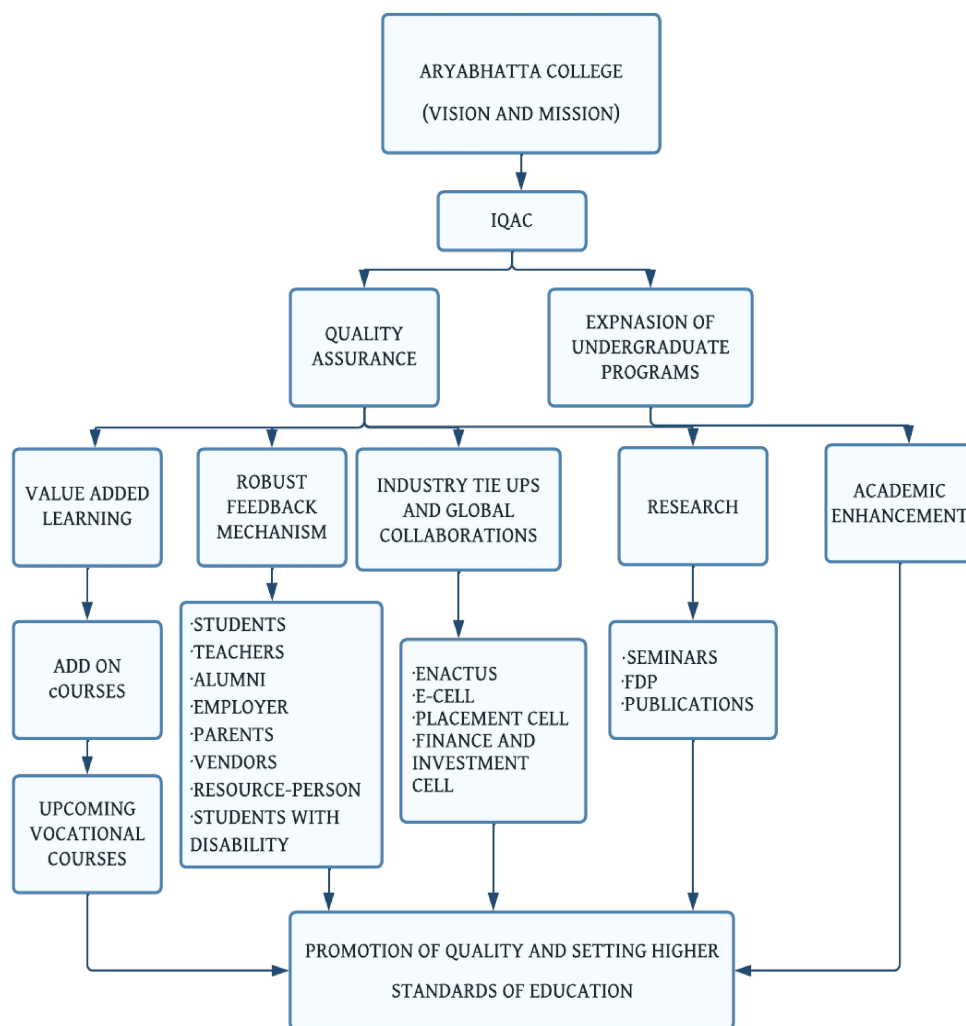 ARYABHATTA COLLEGE
(VISION AND MISSION)
IQAC
QUALITY
ASSURANCE
EXPNASION OF
UNDERGRADUATE
PROGRAMS
VALUE ADDED
LEARNING
ROBUST
FEEDBACK
MECHANISM
INDUSTRY TIE UPS
AND GLOBAL
COLLABORATIONS
RESEARCH
ACADEMIC
ENHANCEMENT
ADD ON
cOURSES
·STUDENTS
·TEACHERS
·ALUMNI
·EMPLOYER
·PARENTS
·VENDORS
·RESOURCE-PERSON
·STUDENTS WITH
DISABILITY
·ENACTUS
·E-CELL
·PLACEMENT CELL
·FINANCE AND
INVESTMENT
CELL
·SEMINARS
·FDP
·PUBLICATIONS
UPCOMING
VOCATIONAL
COURSES
PROMOTION OF QUALITY AND SETTING HIGHER
STANDARDS OF EDUCATION